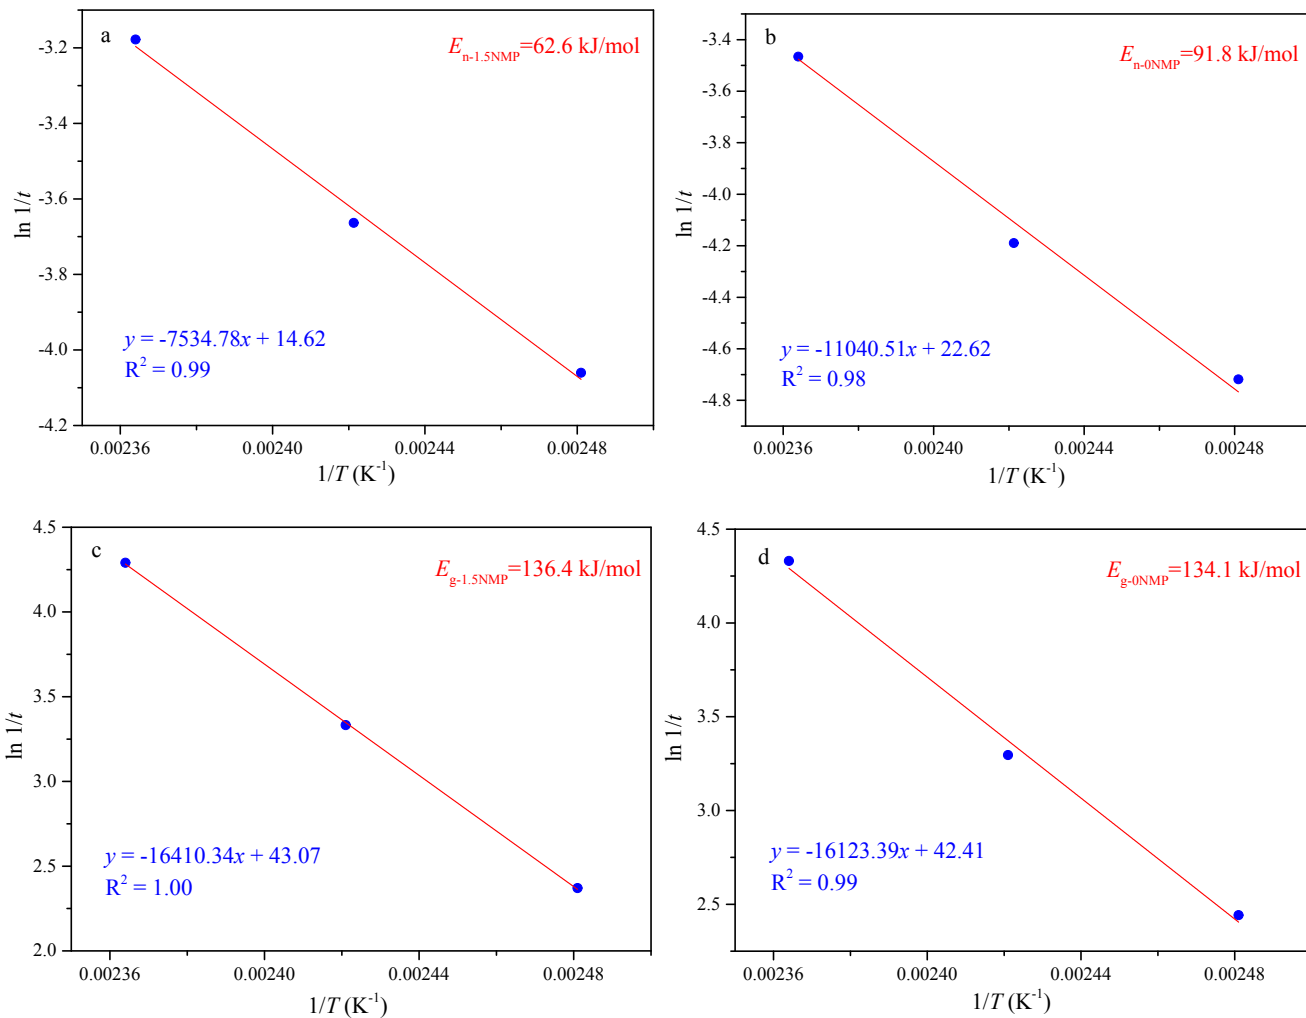 a
E_n-1.5NMP=62.6 kJ/mol
-3.2
-3.4
-3.6
-3.8
-4.0
-4.2
ln 1/t
y = -7534.78x + 14.62
R² = 0.99
0.00236
0.00240
0.00244
0.00248
1/T (K⁻¹)
b
E_n-0NMP=91.8 kJ/mol
-3.4
-3.6
-3.8
-4.0
-4.2
-4.4
-4.6
-4.8
ln 1/t
y = -11040.51x + 22.62
R² = 0.98
0.00236
0.00240
0.00244
0.00248
1/T (K⁻¹)
c
E_g-1.5NMP=136.4 kJ/mol
4.5
4.0
3.5
3.0
2.5
2.0
ln 1/t
y = -16410.34x + 43.07
R² = 1.00
0.00236
0.00240
0.00244
0.00248
1/T (K⁻¹)
d
E_g-0NMP=134.1 kJ/mol
4.5
4.0
3.5
3.0
2.5
ln 1/t
y = -16123.39x + 42.41
R² = 0.99
0.00236
0.00240
0.00244
0.00248
1/T (K⁻¹)